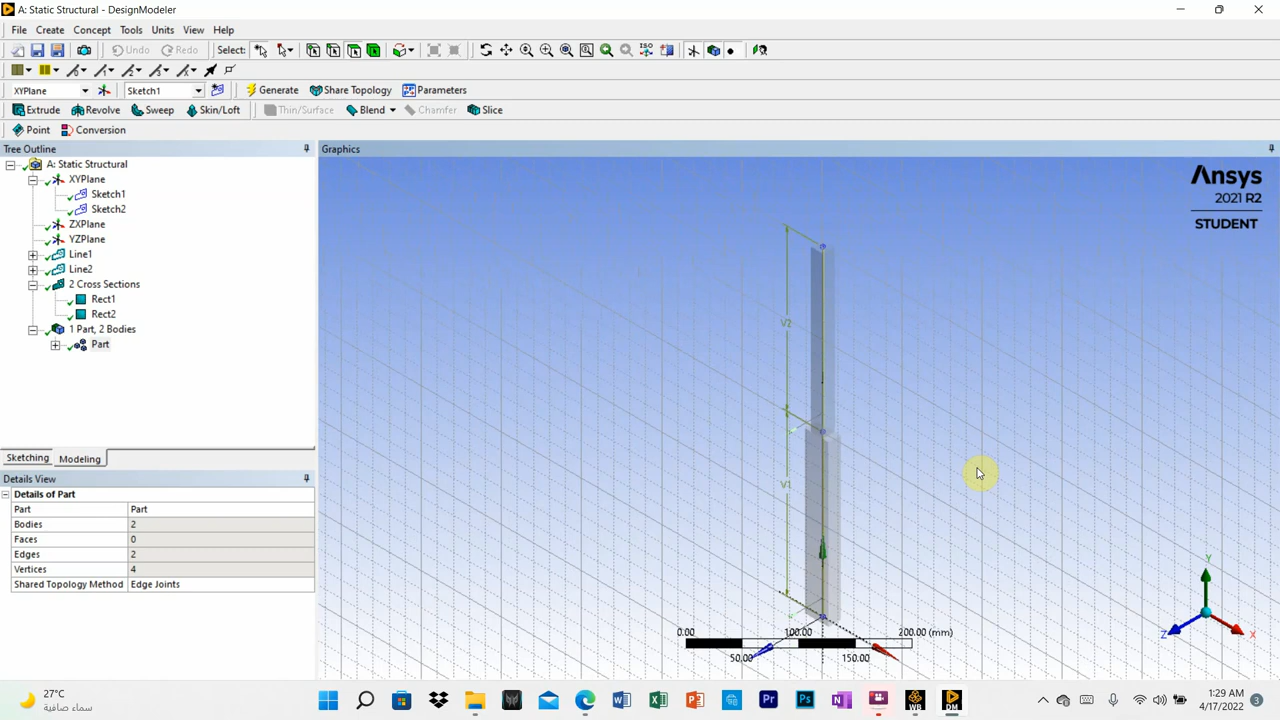 A: Static Structural - DesignModeler
File Create Concept Tools Units View Help
Undo Redo Select: ISO
XYPlane Sketch1 Generate Share Topology Parameters
Extrude Revolve Sweep Skin/Loft Thin/Surface Blend Chamfer Slice
Point Conversion
Tree Outline
A: Static Structural
XYPlane
Sketch1
Sketch2
ZXPlane
YZPlane
Line1
Line2
2 Cross Sections
Rect1
Rect2
1 Part, 2 Bodies
Part
Sketching Modeling
Details View
Details of Part
Part Part
Bodies 2
Faces 0
Edges 2
Vertices 4
Shared Topology Method Edge Joints
Graphics
Ansys
2021 R2
STUDENT
V2
V1
0.00 100.00 200.00 (mm)
50.00 150.00
Y
Z X
27°C
سماء صافية
WB DM
1:29 AM
4/17/2022
3